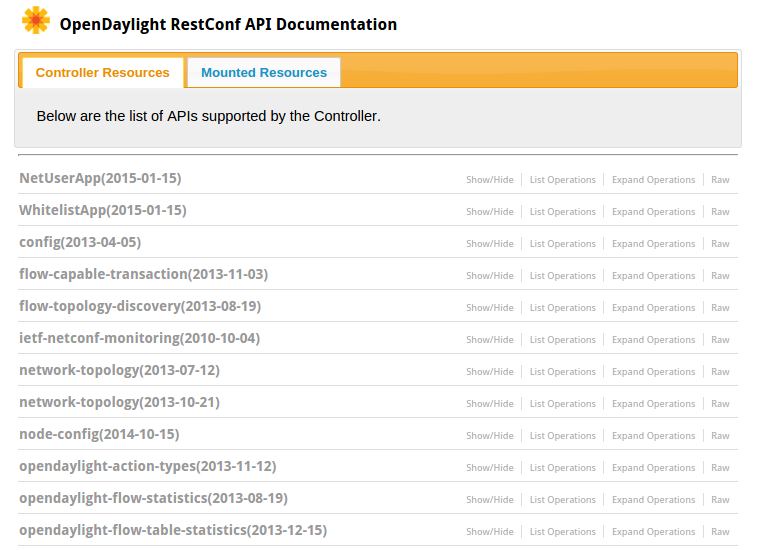 OpenDaylight RestConf API Documentation
Controller Resources Mounted Resources
Below are the list of APIs supported by the Controller.
NetUserApp(2015-01-15) Show/Hide List Operations Expand Operations Raw
WhitelistApp(2015-01-15) Show/Hide List Operations Expand Operations Raw
config(2013-04-05) Show/Hide List Operations Expand Operations Raw
flow-capable-transaction(2013-11-03) Show/Hide List Operations Expand Operations Raw
flow-topology-discovery(2013-08-19) Show/Hide List Operations Expand Operations Raw
ietf-netconf-monitoring(2010-10-04) Show/Hide List Operations Expand Operations Raw
network-topology(2013-07-12) Show/Hide List Operations Expand Operations Raw
network-topology(2013-10-21) Show/Hide List Operations Expand Operations Raw
node-config(2014-10-15) Show/Hide List Operations Expand Operations Raw
opendaylight-action-types(2013-11-12) Show/Hide List Operations Expand Operations Raw
opendaylight-flow-statistics(2013-08-19) Show/Hide List Operations Expand Operations Raw
opendaylight-flow-table-statistics(2013-12-15) Show/Hide List Operations Expand Operations Raw